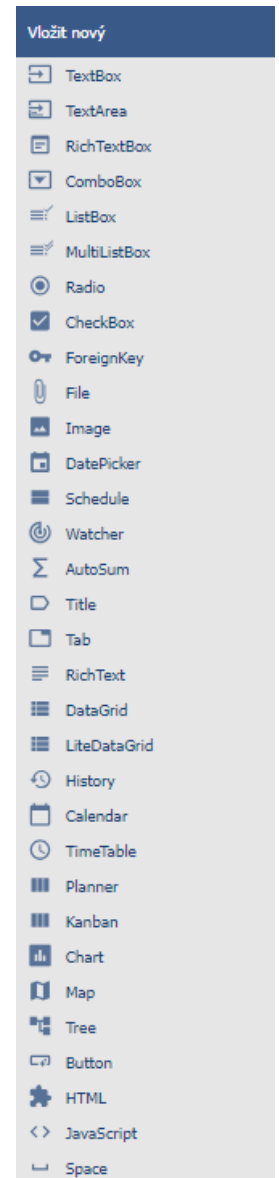 Vložit nový
TextBox
TextArea
RichTextBox
ComboBox
ListBox
MultiListBox
Radio
CheckBox
ForeignKey
File
Image
DatePicker
Schedule
Watcher
AutoSum
Title
Tab
RichText
DataGrid
LiteDataGrid
History
Calendar
TimeTable
Planner
Kanban
Chart
Map
Tree
Button
HTML
JavaScript
Space